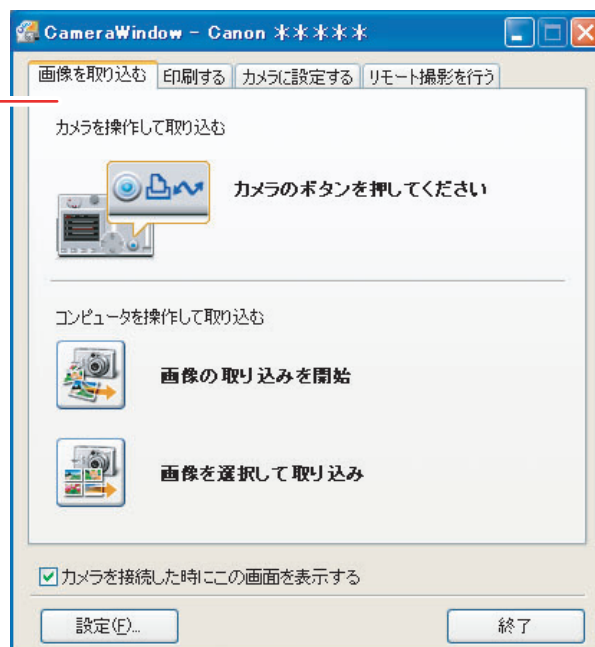 CameraWindow - Canon ＊＊＊＊＊
画像を取り込む 印刷する カメラに設定する リモート撮影を行う
カメラを操作して取り込む
カメラのボタンを押してください
コンピュータを操作して取り込む
画像の取り込みを開始
画像を選択して取り込み
カメラを接続した時にこの画面を表示する
設定(F)... 終了